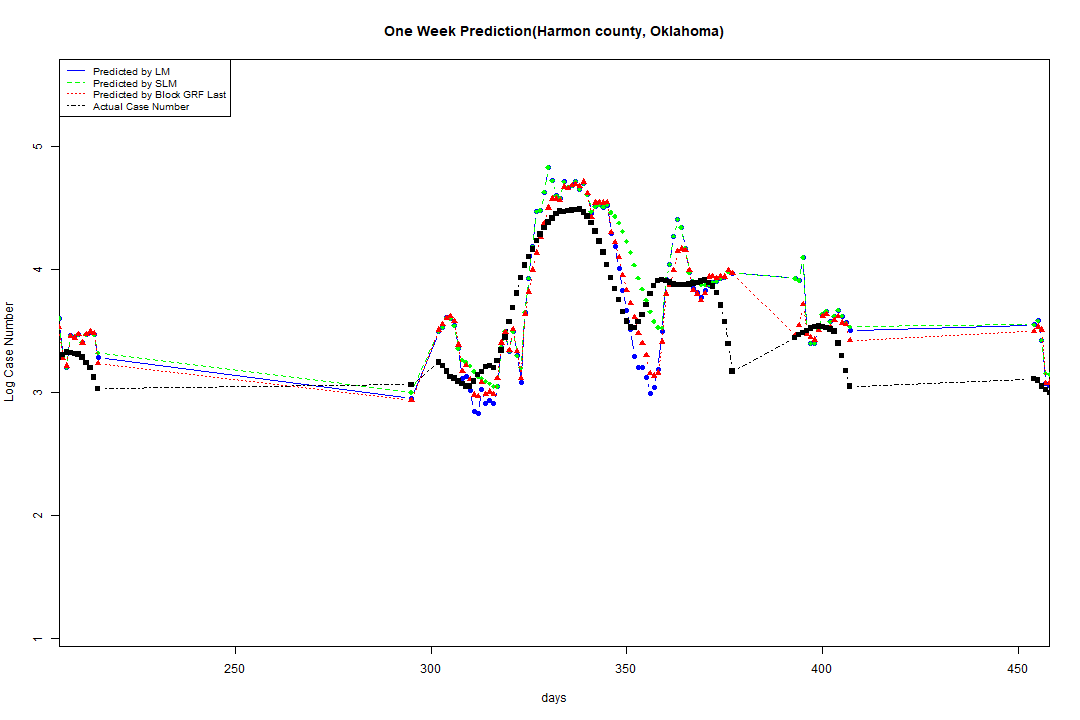 One Week Prediction(Harmon county, Oklahoma)
Predicted by LM
Predicted by SLM
Predicted by Block GRF Last
Actual Case Number
5
4
3
2
1
Log Case Number
250
300
350
400
450
days